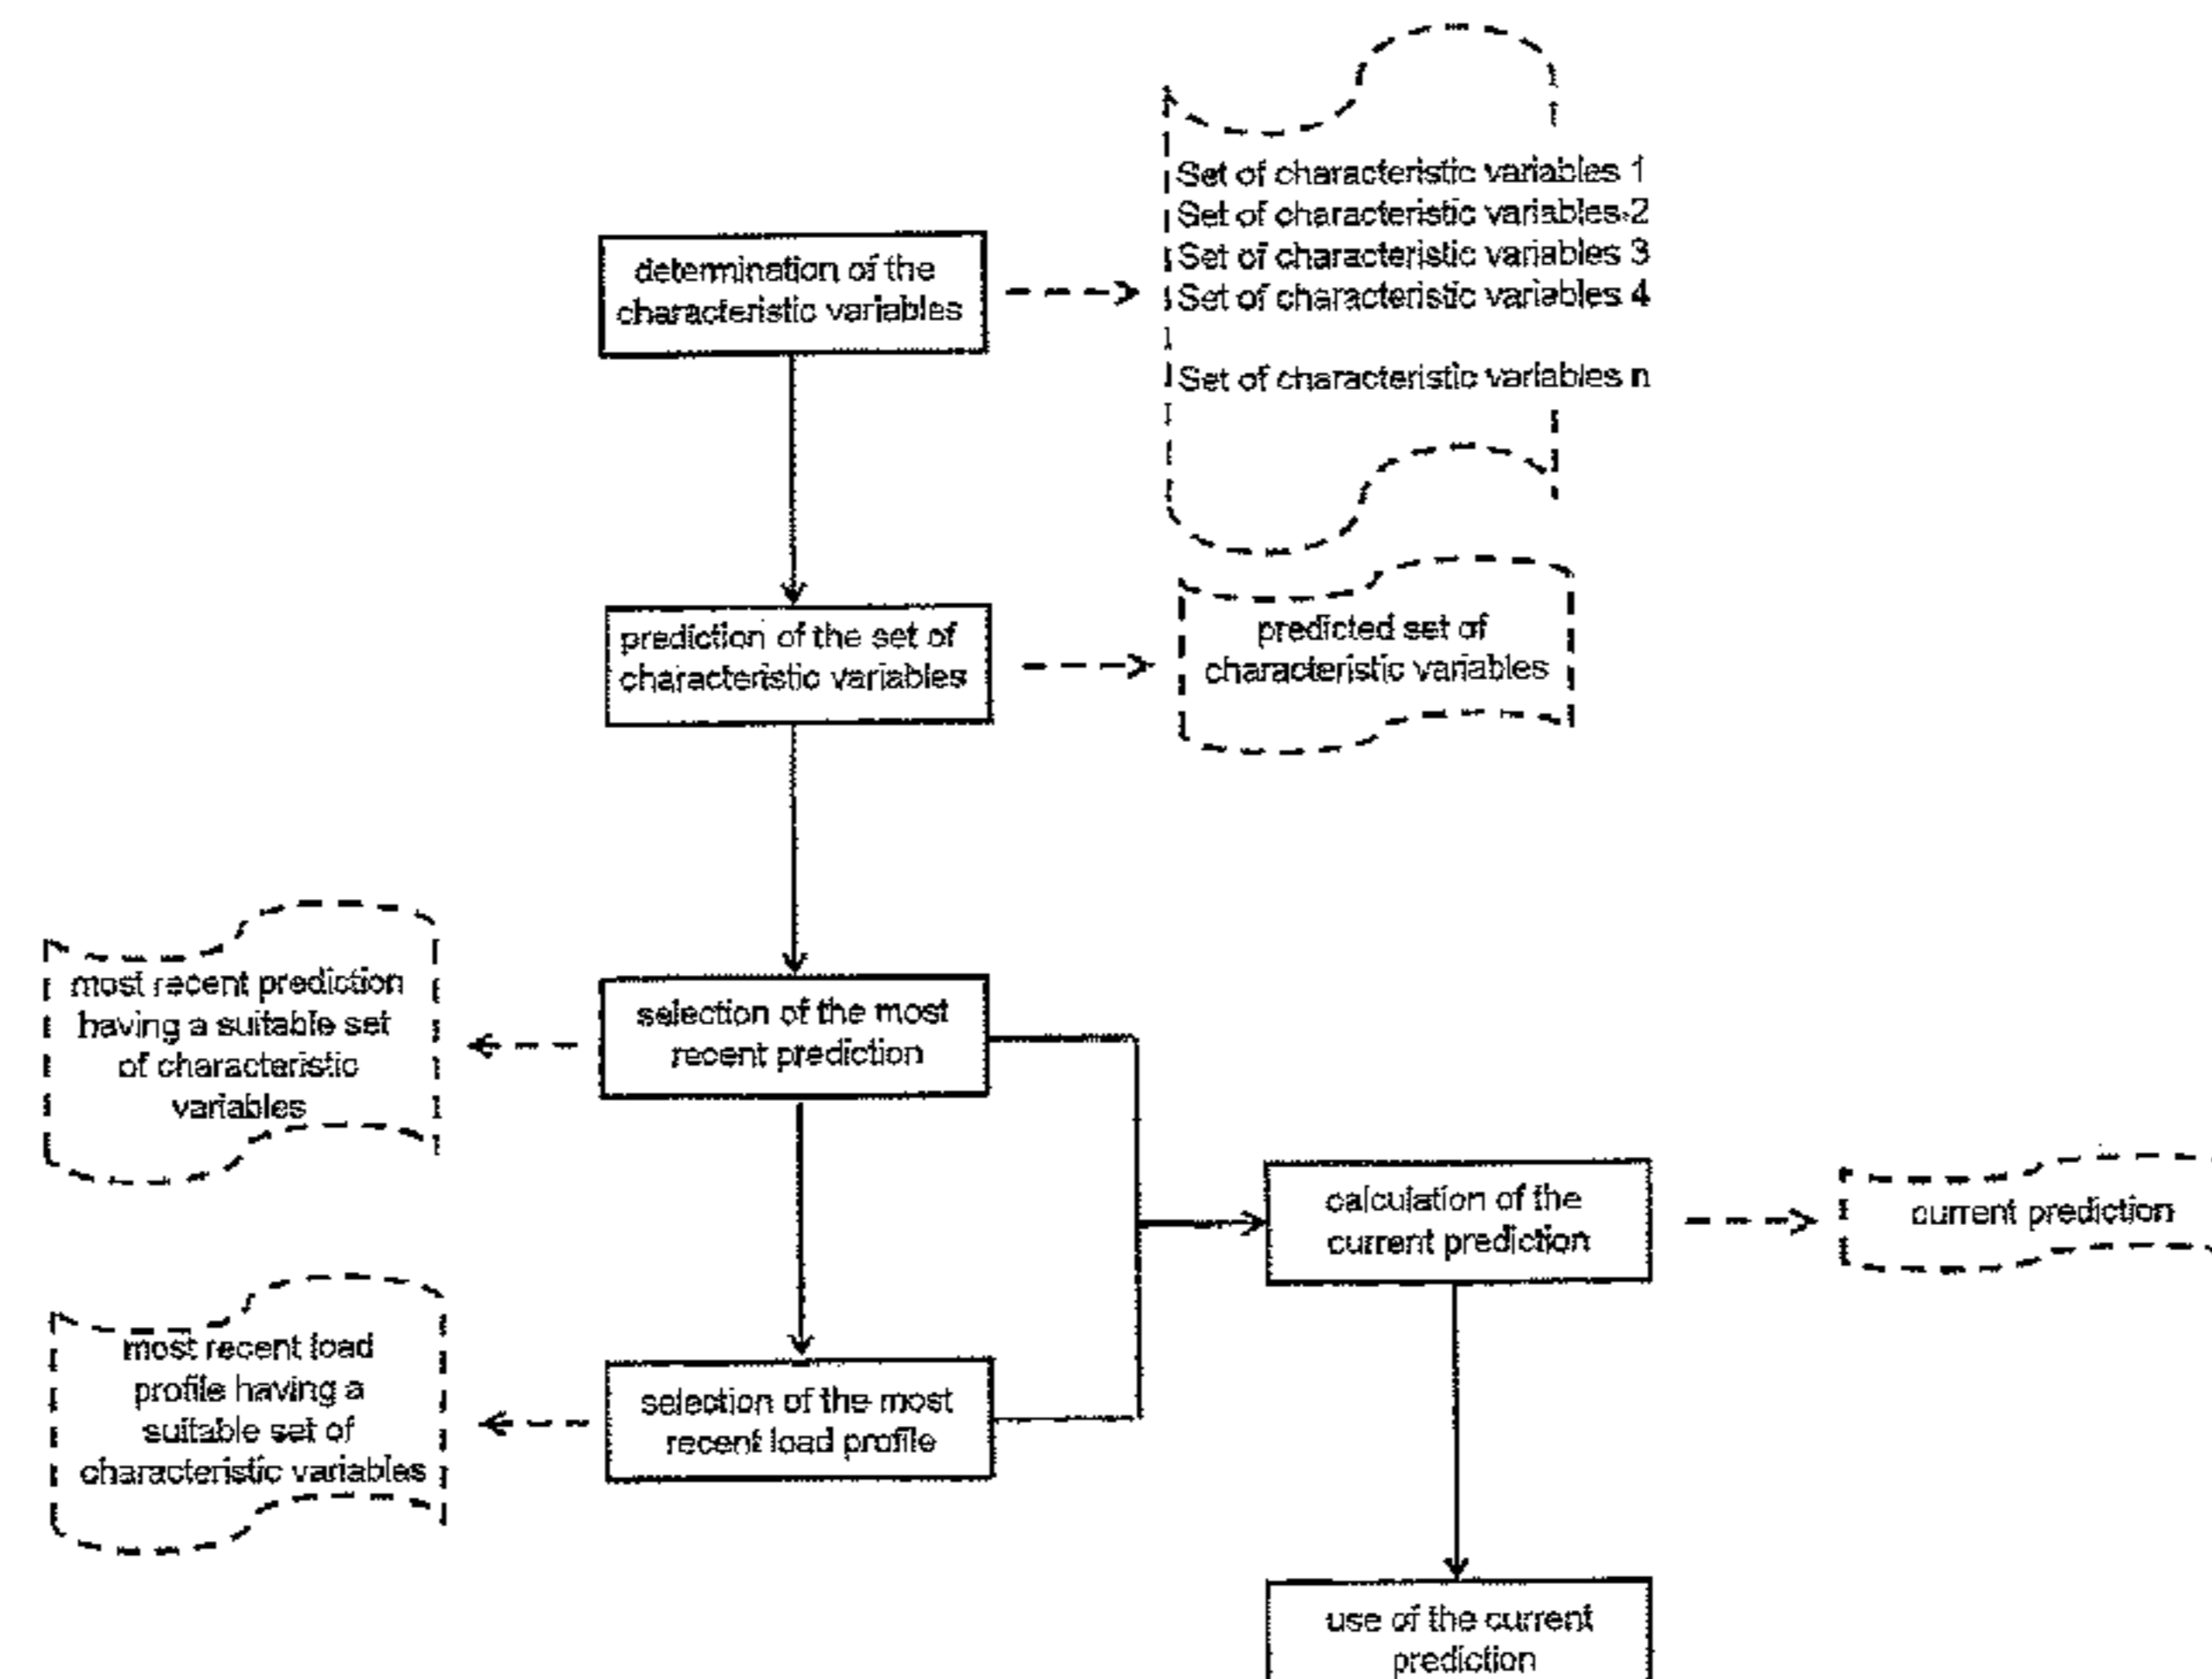 Set of characteristic variables 1
Set of characteristic variables 2
Set of characteristic variables 3
Set of characteristic variables 4
Set of characteristic variables n
determination of the
characteristic variables
prediction of the set of
characteristic variables
predicted set of
characteristic variables
most recent prediction
having a suitable set
of characteristic
variables
selection of the most
recent prediction
calculation of the
current prediction
current prediction
most recent load
profile having a
suitable set of
characteristic variables
selection of the most
recent load profile
use of the current
prediction